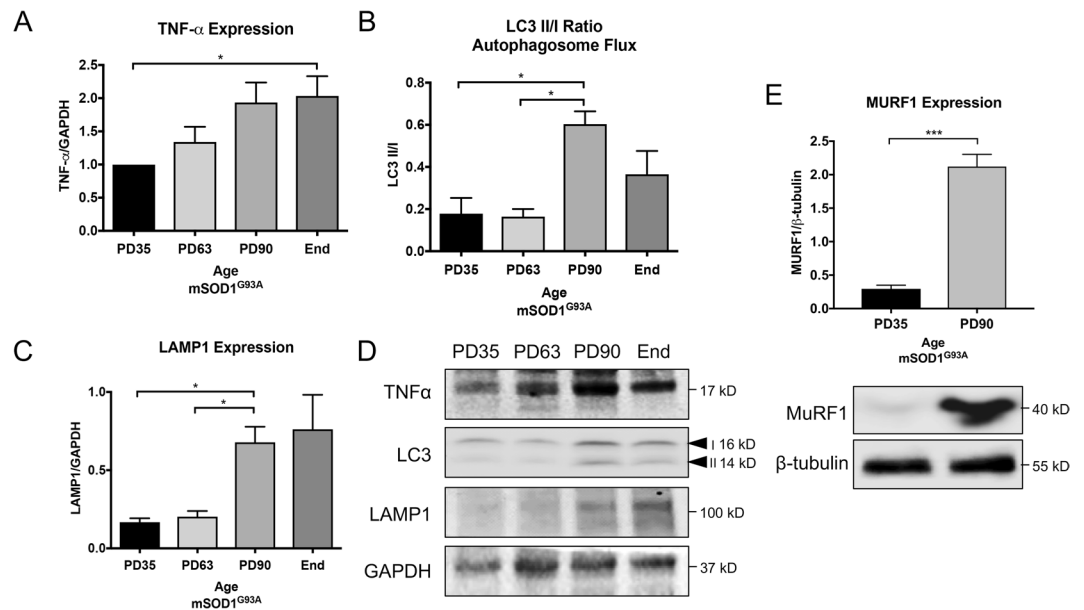 A
TNF-α Expression
*
2.5
2.0
1.5
1.0
0.5
0.0
TNF-α/GAPDH
PD35 PD63 PD90 End
Age
mSOD1G93A
B
LC3 II/I Ratio
Autophagosome Flux
*
*
0.8
0.6
0.4
0.2
0.0
LC3 II/I
PD35 PD63 PD90 End
Age
mSOD1G93A
C
LAMP1 Expression
*
*
1.0
0.5
0.0
LAMP1/GAPDH
PD35 PD63 PD90 End
Age
mSOD1G93A
D
PD35 PD63 PD90 End
TNFα 17 kD
LC3 I 16 kD
II 14 kD
LAMP1 100 kD
GAPDH 37 kD
E
MURF1 Expression
***
2.5
2.0
1.5
1.0
0.5
0.0
MURF1/β-tubulin
PD35 PD90
Age
mSOD1G93A
MuRF1 40 kD
β-tubulin 55 kD